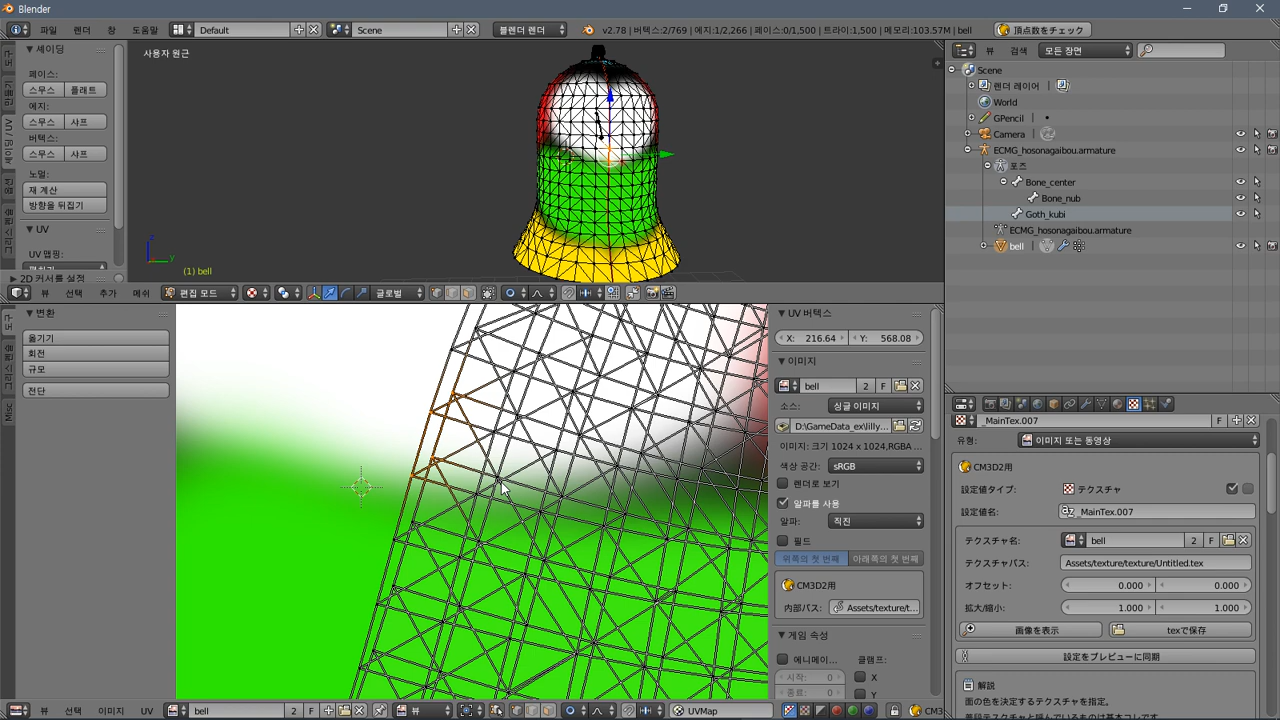 Blender
파일 렌더 창 도움말 Default Scene 블렌더 렌더 v2.78 | 버텍스:2/769 | 에지:1/2,266 | 페이스:0/1,500 | 트라이:1,500 | 메모리:103.57M | bell 頂点数をチェック
셰이딩
페이스:
스무스 플래트
에지:
스무스 샤프
버텍스:
스무스 샤프
노멀:
재 계산
방향을 뒤집기
UV
UV 맵핑:
2D 커서를 설정
사용자 원근
(1) bell
뷰 선택 추가 메쉬 편집 모드 글로벌
뷰 검색 모든 장면
Scene
렌더 레이어
World
GPencil
Camera
ECMG_hosonagaibou.armature
포즈
Bone_center
Bone_nub
Goth_kubi
ECMG_hosonagaibou.armature
bell
변환
옮기기
회전
규모
전단
Misc
UV 버텍스
X: 216.64 Y: 568.08
이미지
bell 2 F
소스: 싱글 이미지
D:\GameData_ex\lilly...
이미지: 크기 1024 x 1024,RGBA ...
색상 공간: sRGB
렌더로 보기
알파를 사용
알파: 직진
필드
위쪽의 첫 번째 아래쪽의 첫 번째
CM3D2用
内部パス: Assets/texture/t...
게임 속성
에니메이... 클램프:
시작: 0 X
종료: 0 Y
_MainTex.007 F
유형: 이미지 또는 동영상
CM3D2用
設定値タイプ: テクスチャ
設定値名: _MainTex.007
テクスチャ名: bell 2 F
テクスチャパス: Assets/texture/texture/Untitled.tex
オフセット: 0.000 0.000
拡大/縮小: 1.000 1.000
画像を表示 texで保存
設定をプレビューに同期
解説
面の色を決定するテクスチャを指定。
뷰 선택 이미지 UV bell 2 F 뷰 UVMap CM3